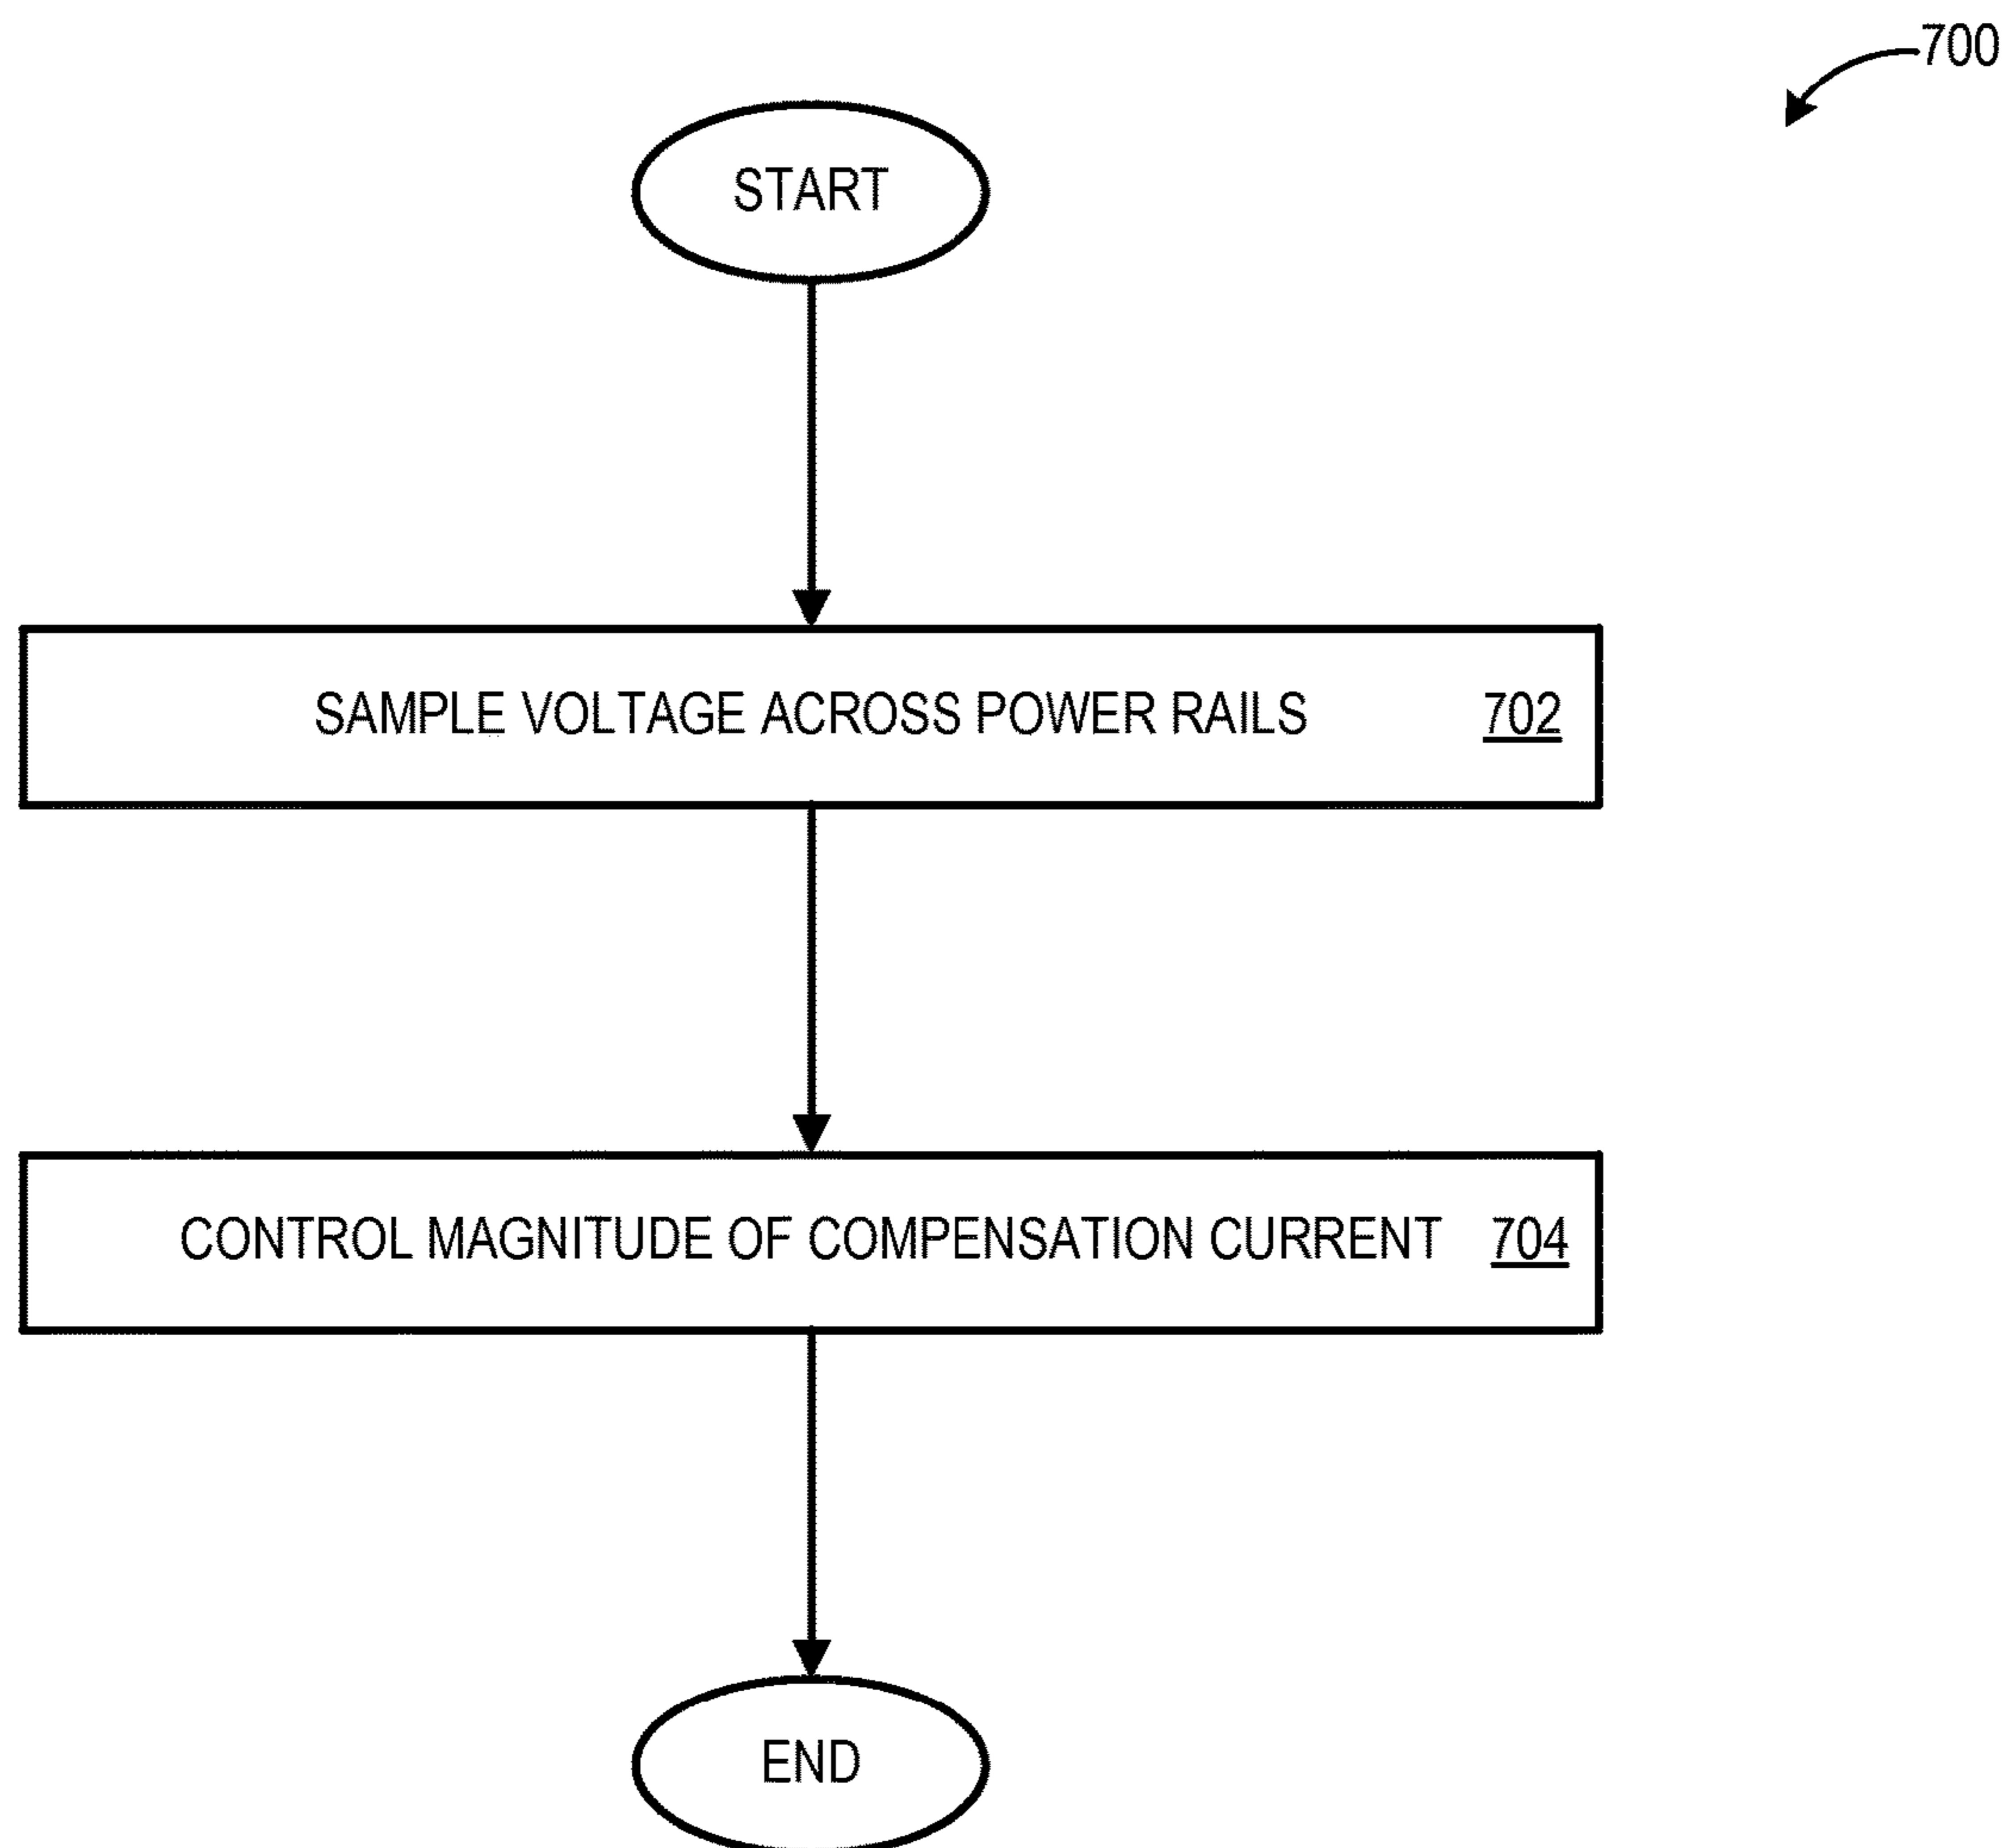 700
START
SAMPLE VOLTAGE ACROSS POWER RAILS 702
CONTROL MAGNITUDE OF COMPENSATION CURRENT 704
END